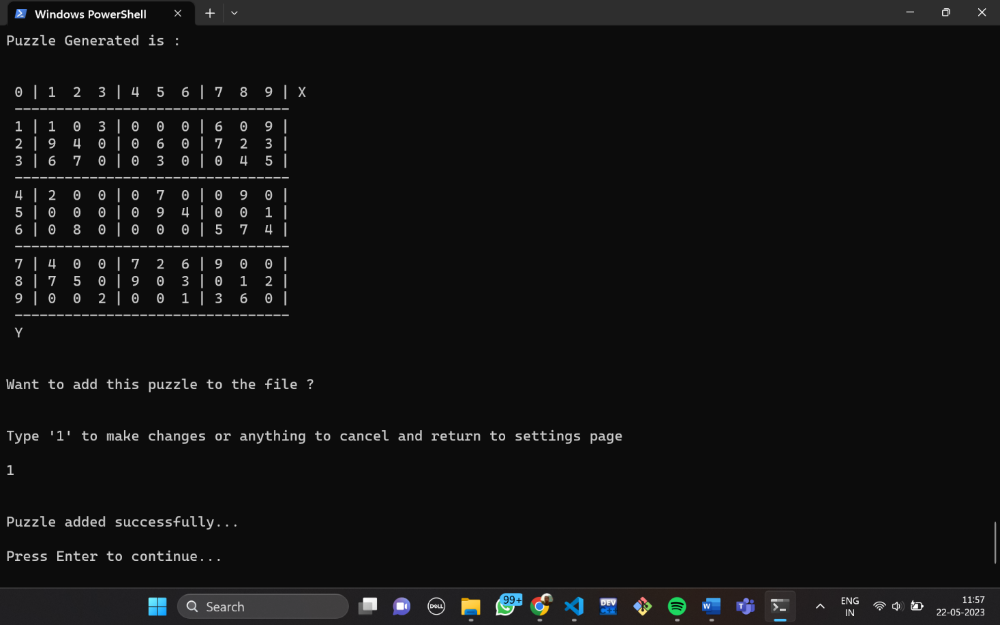 Windows PowerShell
Puzzle Generated is :
0 | 1 2 3 | 4 5 6 | 7 8 9 | X
---------------------------------
1 | 1 0 3 | 0 0 0 | 6 0 9 |
2 | 9 4 0 | 0 6 0 | 7 2 3 |
3 | 6 7 0 | 0 3 0 | 0 4 5 |
---------------------------------
4 | 2 0 0 | 0 7 0 | 0 9 0 |
5 | 0 0 0 | 0 9 4 | 0 0 1 |
6 | 0 8 0 | 0 0 0 | 5 7 4 |
---------------------------------
7 | 4 0 0 | 7 2 6 | 9 0 0 |
8 | 7 5 0 | 9 0 3 | 0 1 2 |
9 | 0 0 2 | 0 0 1 | 3 6 0 |
---------------------------------
Y
Want to add this puzzle to the file ?
Type '1' to make changes or anything to cancel and return to settings page
1
Puzzle added successfully...
Press Enter to continue...
Search
DELL
99+
DEV
C++
W
T
ENG
IN
11:57
22-05-2023